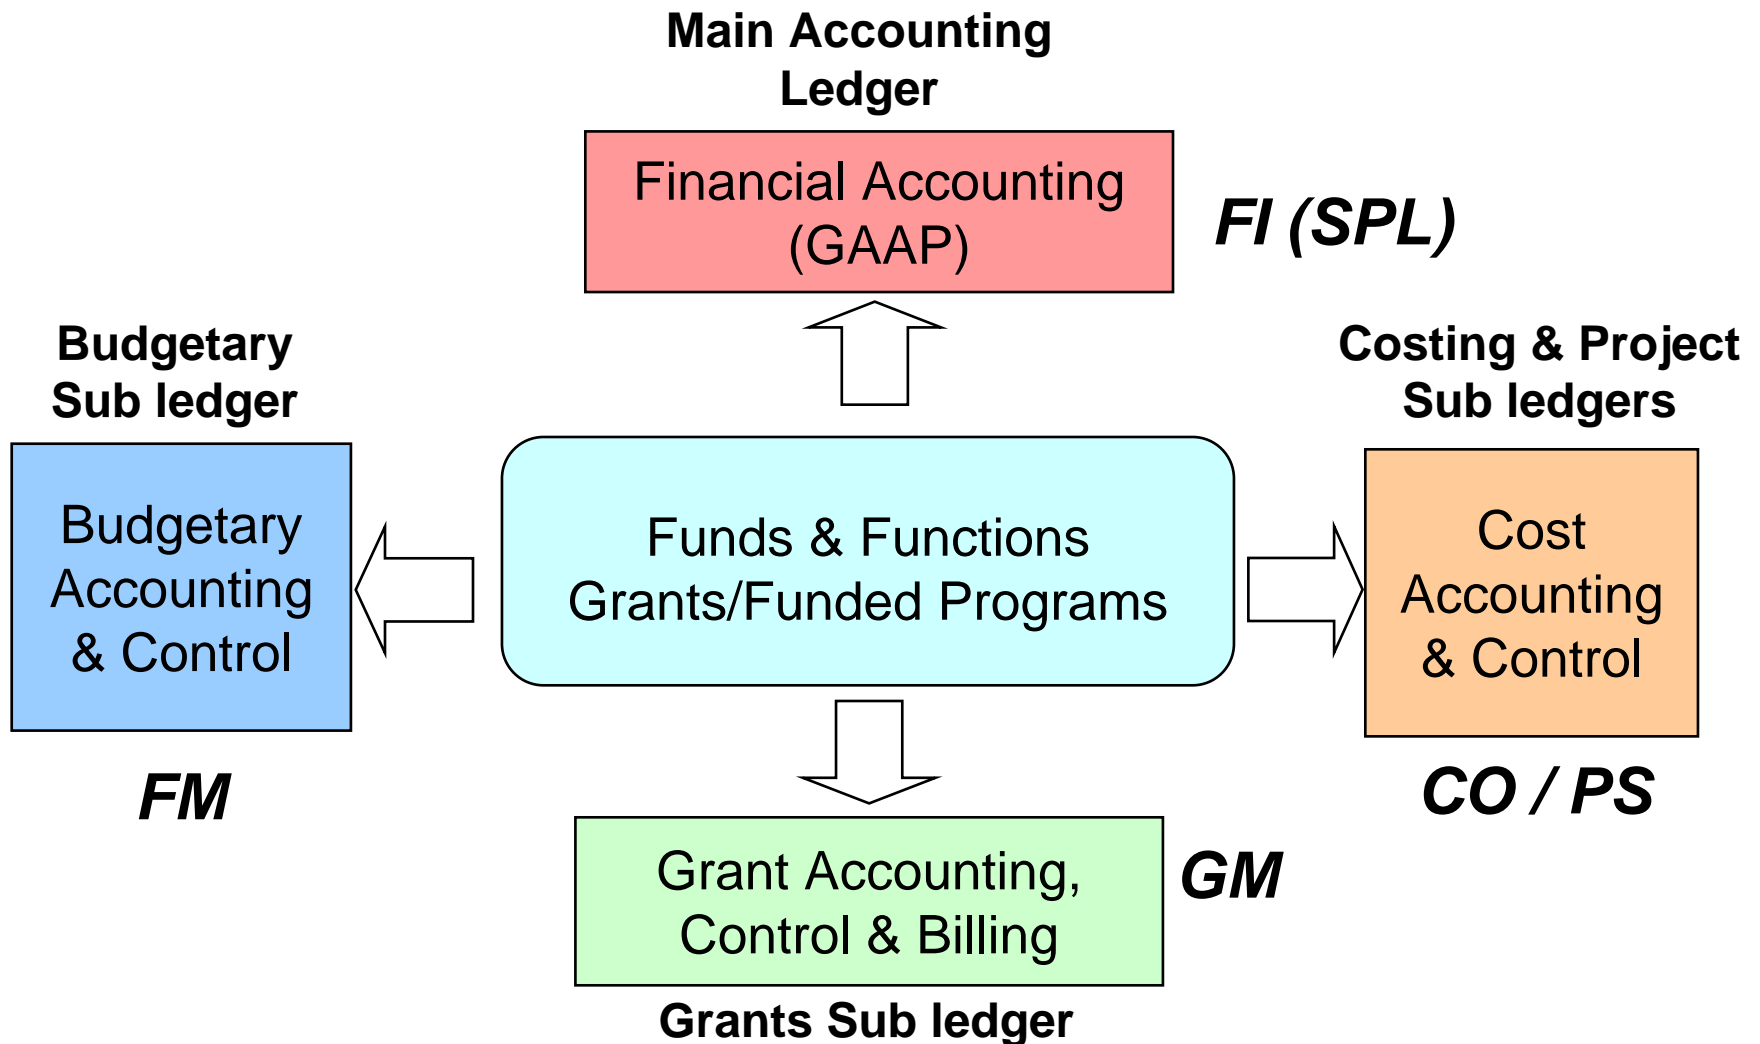 Main Accounting
Ledger
Financial Accounting
(GAAP)
FI (SPL)
Budgetary
Sub ledger
Budgetary
Accounting
& Control
FM
Funds & Functions
Grants/Funded Programs
Costing & Project
Sub ledgers
Cost
Accounting
& Control
CO / PS
Grant Accounting,
Control & Billing
GM
Grants Sub ledger